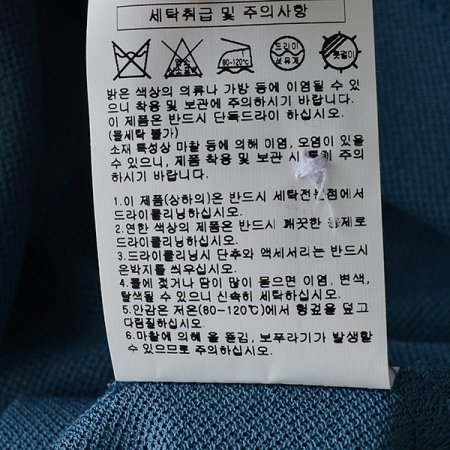 세탁취급 및 주의사항
80-120℃
드라이
석유계
옷걸이
밝은 색상의 의류나 가방 등에 이염될 수 있
으니 착용 및 보관에 주의하시기 바랍니다.
이 제품은 반드시 단독드라이 하십시오.
(물세탁 불가)
소재 특성상 마찰 등에 의해 이염, 오염이 있을
수 있으니, 제품 착용 및 보관 시 주의
하시기 바랍니다.
1.이 제품(상하의)은 반드시 세탁전문점에서
드라이클리닝하십시오.
2.연한 색상의 제품은 반드시 깨끗한 용제로
드라이클리닝하십시오.
3.드라이클리닝시 단추와 액세서리는 반드시
은박지를 씌우십시오.
4.물에 젖거나 땀이 많이 묻으면 이염, 변색,
탈색될 수 있으니 신속히 세탁하십시오.
5.안감은 저온(80-120℃)에서 헝겊을 덮고
다림질하십시오.
6.마찰에 의해 올 뜯김, 보푸라기가 발생할
수 있으므로 주의하십시오.